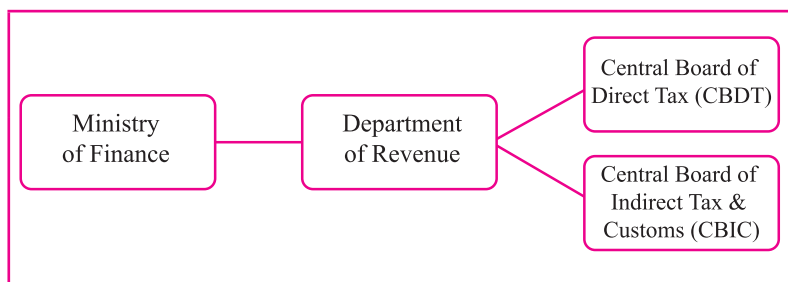 Ministry
of Finance
Department
of Revenue
Central Board of
Direct Tax (CBDT)
Central Board of
Indirect Tax &
Customs (CBIC)